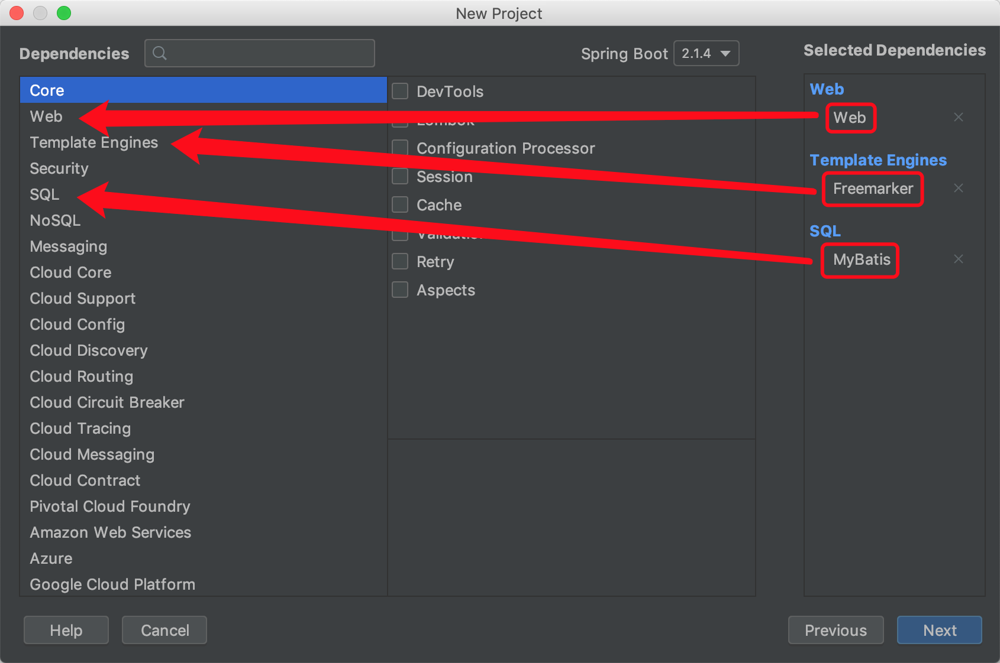 New Project
Dependencies
Spring Boot 2.1.4
Selected Dependencies
Core
Web
Template Engines
Security
SQL
NoSQL
Messaging
Cloud Core
Cloud Support
Cloud Config
Cloud Discovery
Cloud Routing
Cloud Circuit Breaker
Cloud Tracing
Cloud Messaging
Cloud Contract
Pivotal Cloud Foundry
Amazon Web Services
Azure
Google Cloud Platform
DevTools
Lombok
Configuration Processor
Session
Cache
Validation
Retry
Aspects
Web
Web
Template Engines
Freemarker
SQL
MyBatis
Help
Cancel
Previous
Next